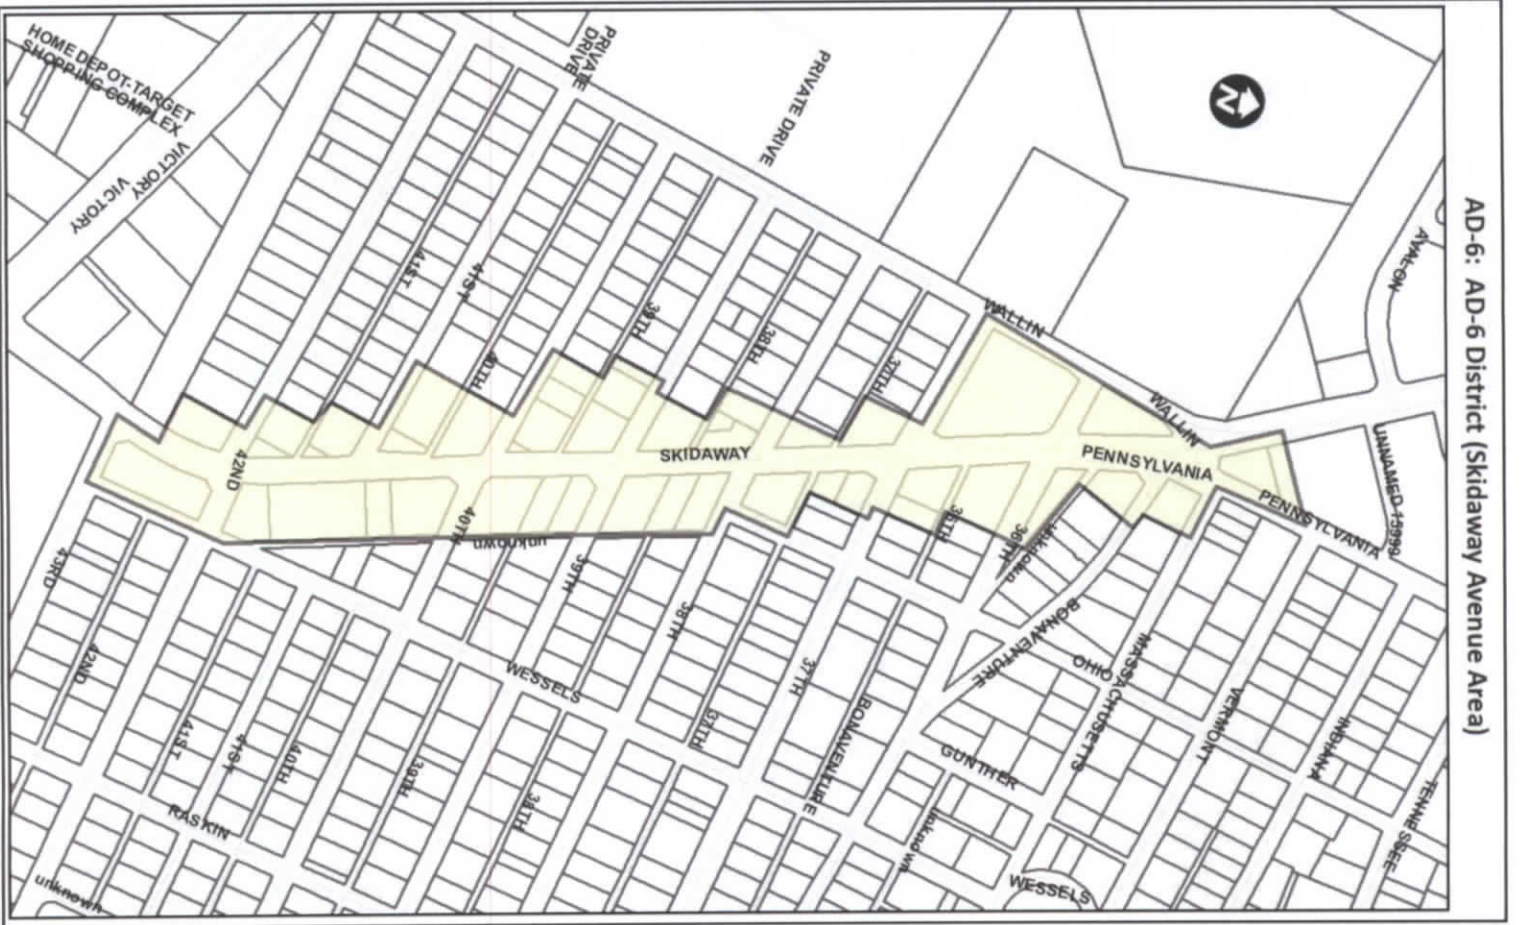 AD-6: AD-6 District (Skidaway Avenue Area)
HOME DEPOT-TARGET
SHOPPING COMPLEX
VICTORY
VICTORY
PRIVATE
DRIVE
PRIVATE DRIVE
N
AVALON
WALLIN
WALLIN
UNNAMED 15999
41ST
41ST
40TH
39TH
38TH
37TH
SKIDAWAY
PENNSYLVANIA
PENNSYLVANIA
42ND
40TH
unknown
39TH
38TH
37TH
36TH
36TH
unknown
BONAVENTURE
43RD
42ND
41ST
41ST
40TH
39TH
38TH
37TH
WESSELS
BONAVENTURE
OHIO
MASSACHUSETTS
VERMONT
INDIANA
TENNESSEE
GUNTHER
unknown
WESSELS
RASKIN
unknown